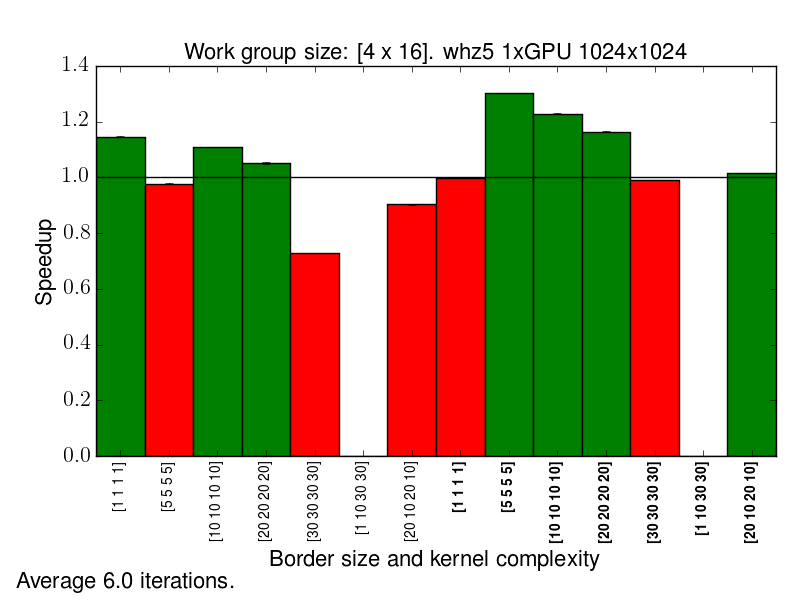 Work group size: [4 x 16]. whz5 1xGPU 1024x1024
1.4
1.2
1.0
0.8
0.6
0.4
0.2
0.0
Speedup
[1 1 1 1]
[5 5 5 5]
[10 10 10 10]
[20 20 20 20]
[30 30 30 30]
[1 10 30 30]
[20 10 20 10]
[1 1 1 1]
[5 5 5 5]
[10 10 10 10]
[20 20 20 20]
[30 30 30 30]
[1 10 30 30]
[20 10 20 10]
Border size and kernel complexity
Average 6.0 iterations.